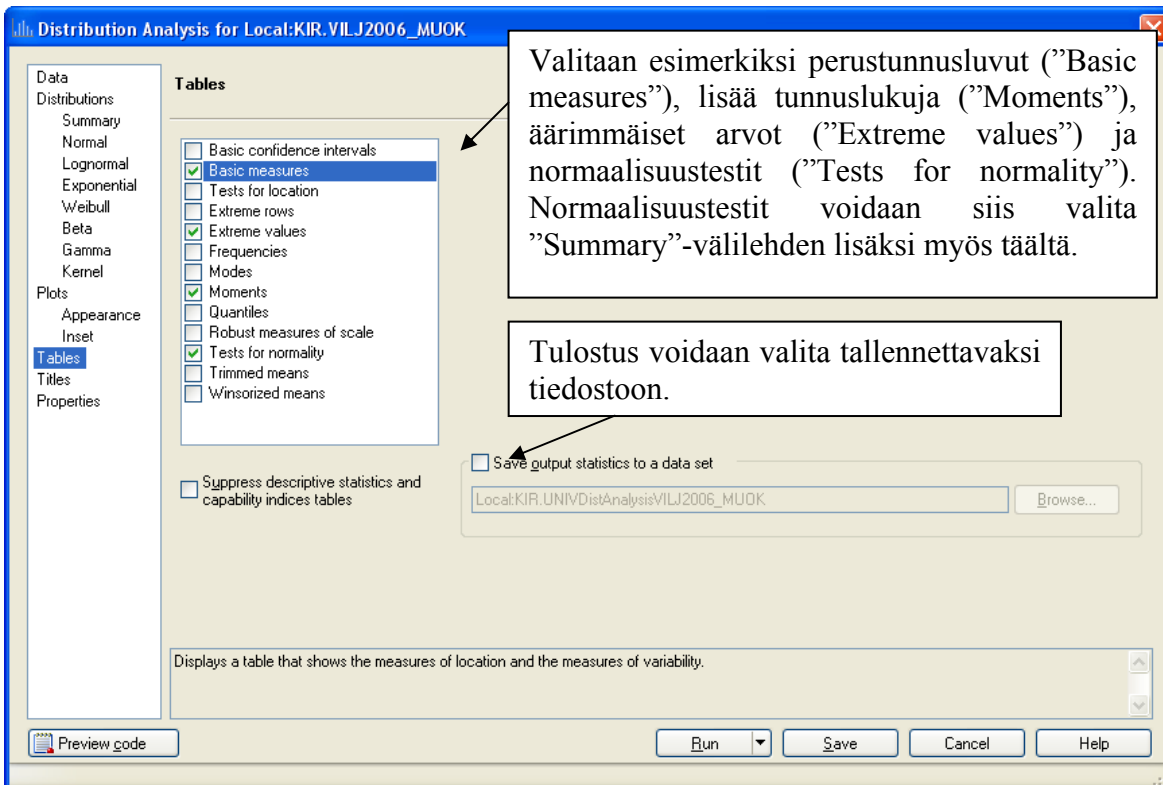 Distribution Analysis for Local:KIR.VILJ2006_MUOK
Valitaan esimerkiksi perustunnusluvut (”Basic
measures”), lisää tunnuslukuja (”Moments”),
äärimmäiset arvot (”Extreme values”) ja
normaalisuustestit (”Tests for normality”).
Normaalisuustestit voidaan siis valita
”Summary”-välilehden lisäksi myös täältä.
Data
Distributions
Summary
Normal
Lognormal
Exponential
Weibull
Beta
Gamma
Kernel
Plots
Appearance
Inset
Tables
Titles
Properties
Tables
Basic confidence intervals
Basic measures
Tests for location
Extreme rows
Extreme values
Frequencies
Modes
Moments
Quantiles
Robust measures of scale
Tests for normality
Trimmed means
Winsorized means
Tulostus voidaan valita tallennettavaksi
tiedostoon.
Suppress descriptive statistics and
capability indices tables
Save output statistics to a data set
Local:KIR.UNIVDistAnalysisVILJ2006_MUOK
Browse...
Displays a table that shows the measures of location and the measures of variability.
Preview code
Run
Save
Cancel
Help